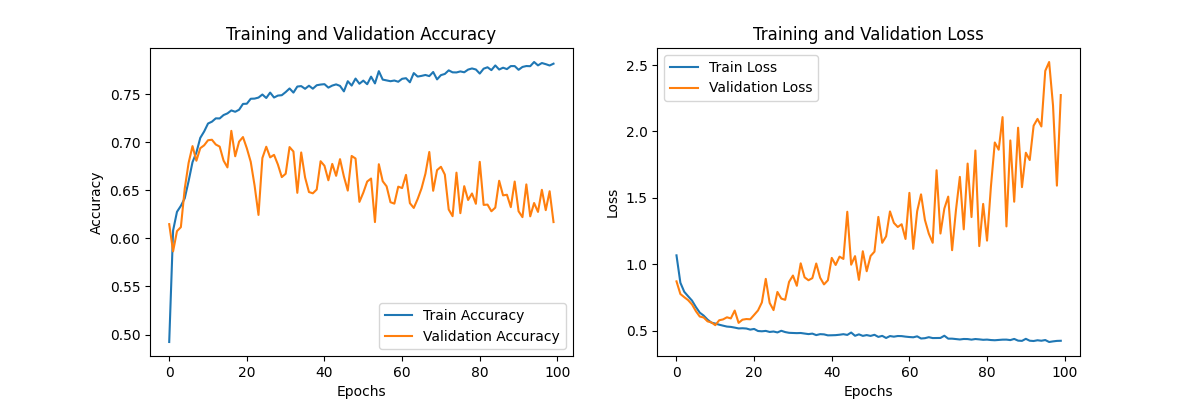 Training and Validation Accuracy
Accuracy
0.75
0.70
0.65
0.60
0.55
0.50
Train Accuracy
Validation Accuracy
0 20 40 60 80 100
Epochs
Training and Validation Loss
Loss
2.5
2.0
1.5
1.0
0.5
Train Loss
Validation Loss
0 20 40 60 80 100
Epochs